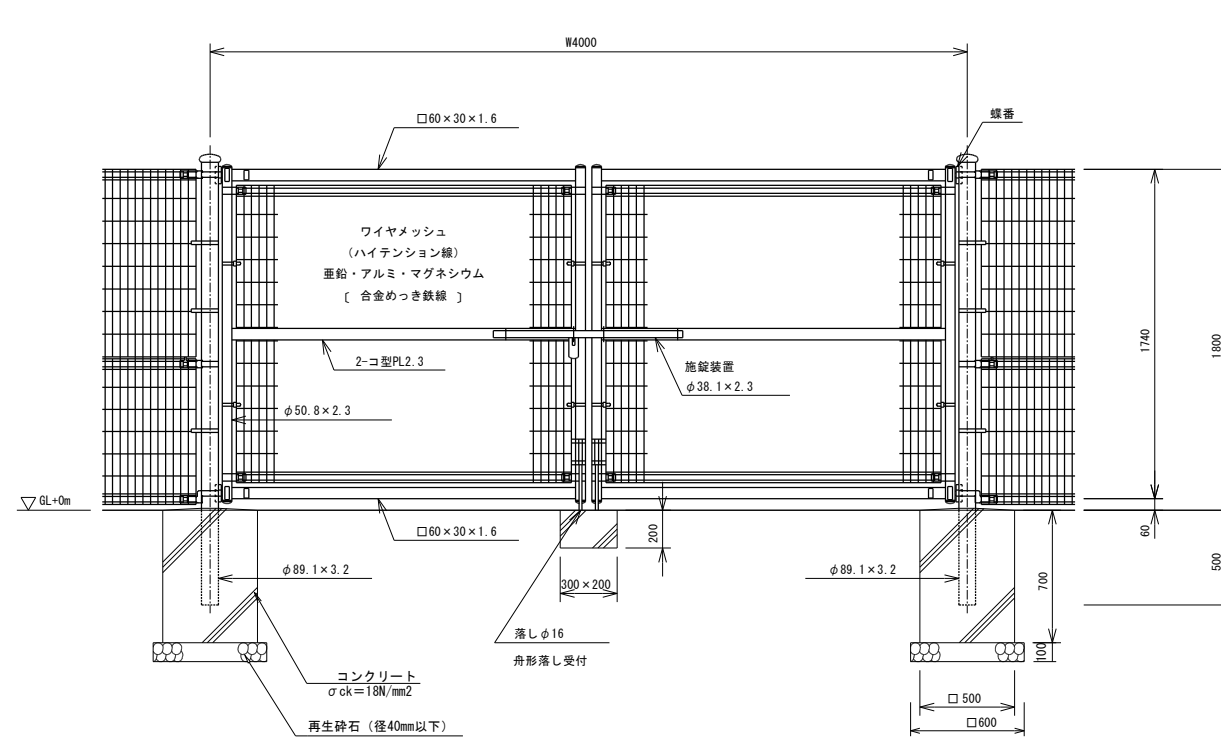 W4000
□60×30×1.6
蝶番
ワイヤメッシュ
(ハイテンション線)
亜鉛・アルミ・マグネシウム
〔 合金めっき鉄線 〕
1740
1800
2-コ型PL2.3
施錠装置
φ38.1×2.3
φ50.8×2.3
GL+0m
□60×30×1.6
200
60
φ89.1×3.2
300×200
φ89.1×3.2
700
500
落しφ16
舟形落し受付
100
コンクリート
σck=18N/mm2
□500
□600
再生砕石(径40mm以下)